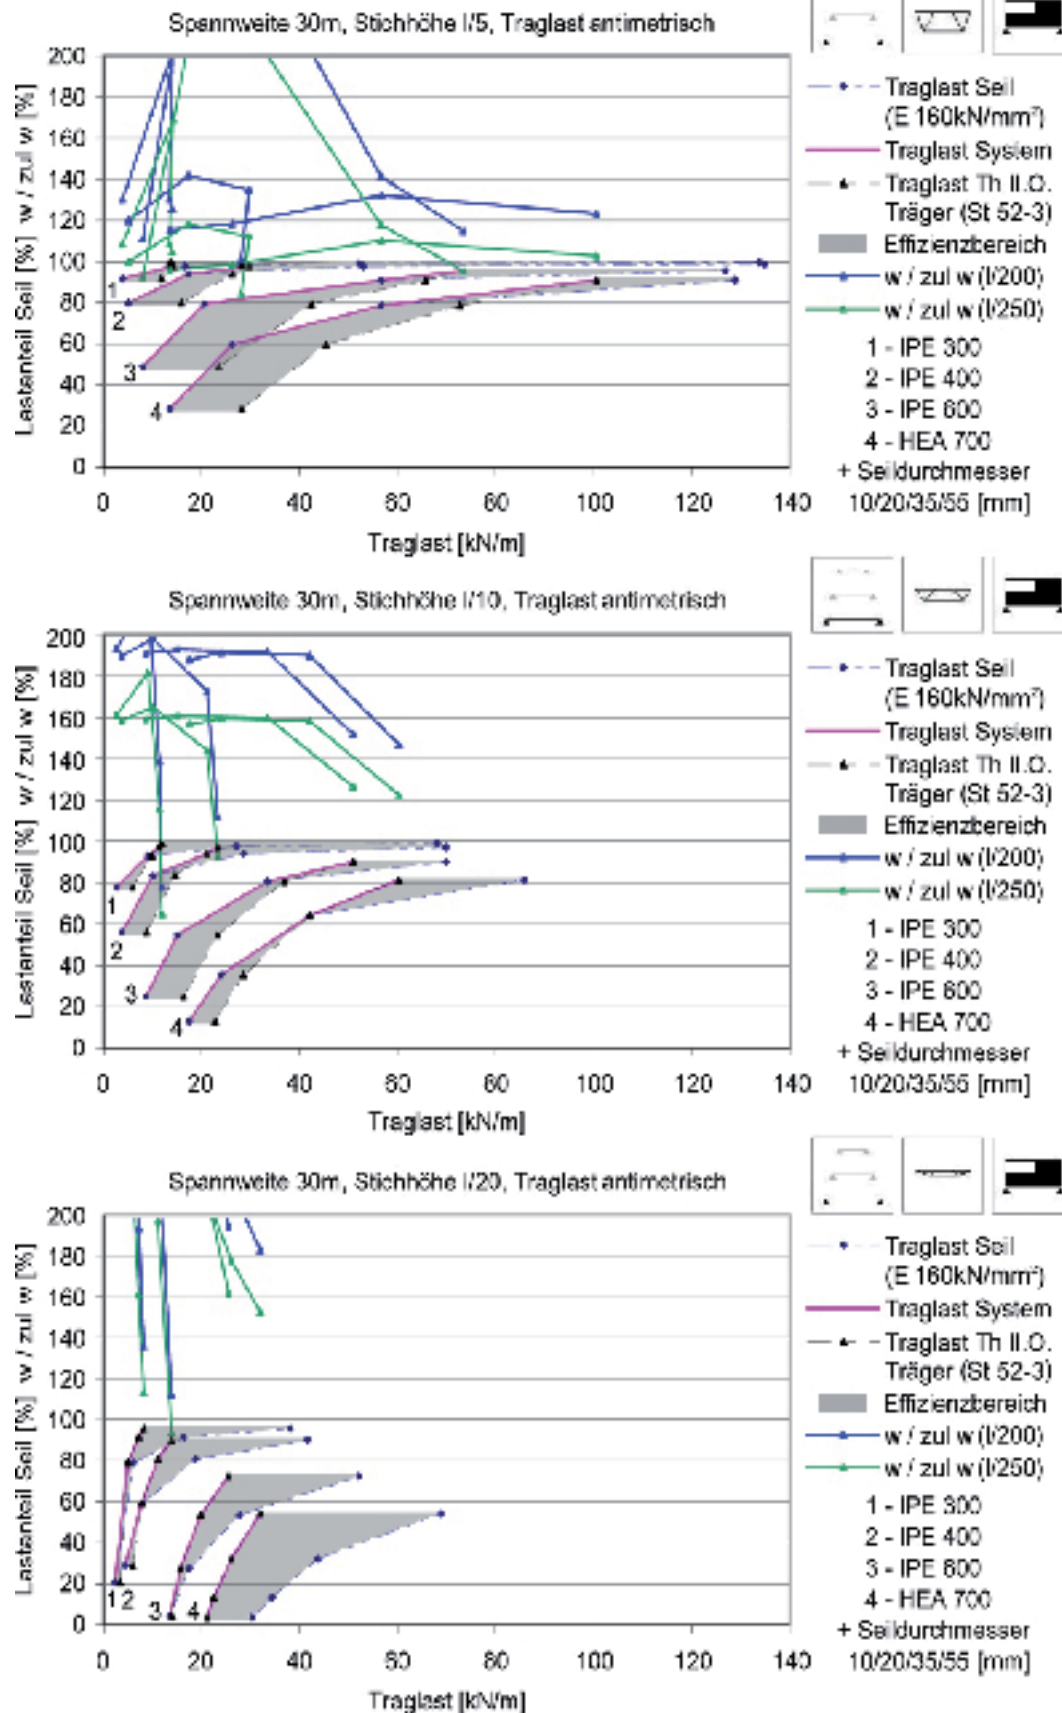 Spannweite 30m, Stichhöhe l/5, Traglast antimetrisch
Lastanteil Seil [%]  w / zul w [%]
200
180
160
140
120
100
80
60
40
20
0
1
2
3
4
0 20 40 60 80 100 120 140
Traglast [kN/m]
Traglast Seil
(E 160kN/mm²)
Traglast System
Traglast Th II.O.
Träger (St 52-3)
Effizienzbereich
w / zul w (l/200)
w / zul w (l/250)
1 - IPE 300
2 - IPE 400
3 - IPE 600
4 - HEA 700
+ Seildurchmesser
10/20/35/55 [mm]
Spannweite 30m, Stichhöhe l/10, Traglast antimetrisch
Lastanteil Seil [%]  w / zul w [%]
200
180
160
140
120
100
80
60
40
20
0
1
2
3
4
0 20 40 60 80 100 120 140
Traglast [kN/m]
Traglast Seil
(E 160kN/mm²)
Traglast System
Traglast Th II.O.
Träger (St 52-3)
Effizienzbereich
w / zul w (l/200)
w / zul w (l/250)
1 - IPE 300
2 - IPE 400
3 - IPE 600
4 - HEA 700
+ Seildurchmesser
10/20/35/55 [mm]
Spannweite 30m, Stichhöhe l/20, Traglast antimetrisch
Lastanteil Seil [%]  w / zul w [%]
200
180
160
140
120
100
80
60
40
20
0
1 2 3 4
0 20 40 60 80 100 120 140
Traglast [kN/m]
Traglast Seil
(E 160kN/mm²)
Traglast System
Traglast Th II.O.
Träger (St 52-3)
Effizienzbereich
w / zul w (l/200)
w / zul w (l/250)
1 - IPE 300
2 - IPE 400
3 - IPE 600
4 - HEA 700
+ Seildurchmesser
10/20/35/55 [mm]